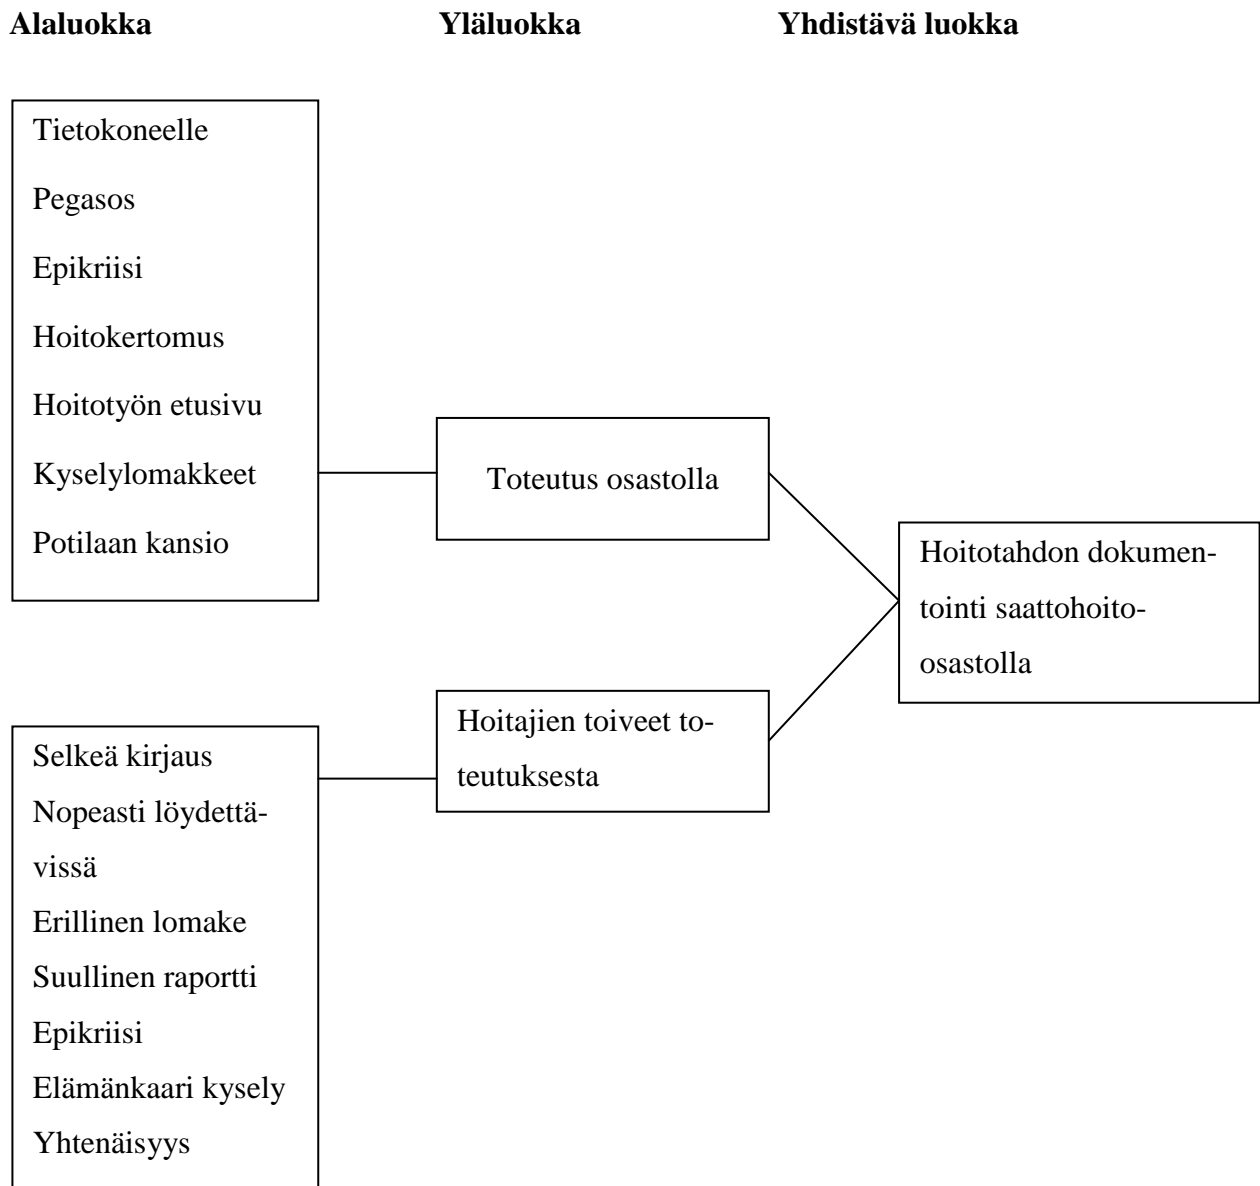 Alaluokka Yläluokka Yhdistävä luokka
Tietokoneelle
Pegasos
Epikriisi
Hoitokertomus
Hoitotyön etusivu
Kyselylomakkeet
Potilaan kansio
Toteutus osastolla
Hoitotahdon dokumen-
tointi saattohoito-
osastolla
Hoitajien toiveet to-
teutuksesta
Selkeä kirjaus
Nopeasti löydettä-
vissä
Erillinen lomake
Suullinen raportti
Epikriisi
Elämänkaari kysely
Yhtenäisyys